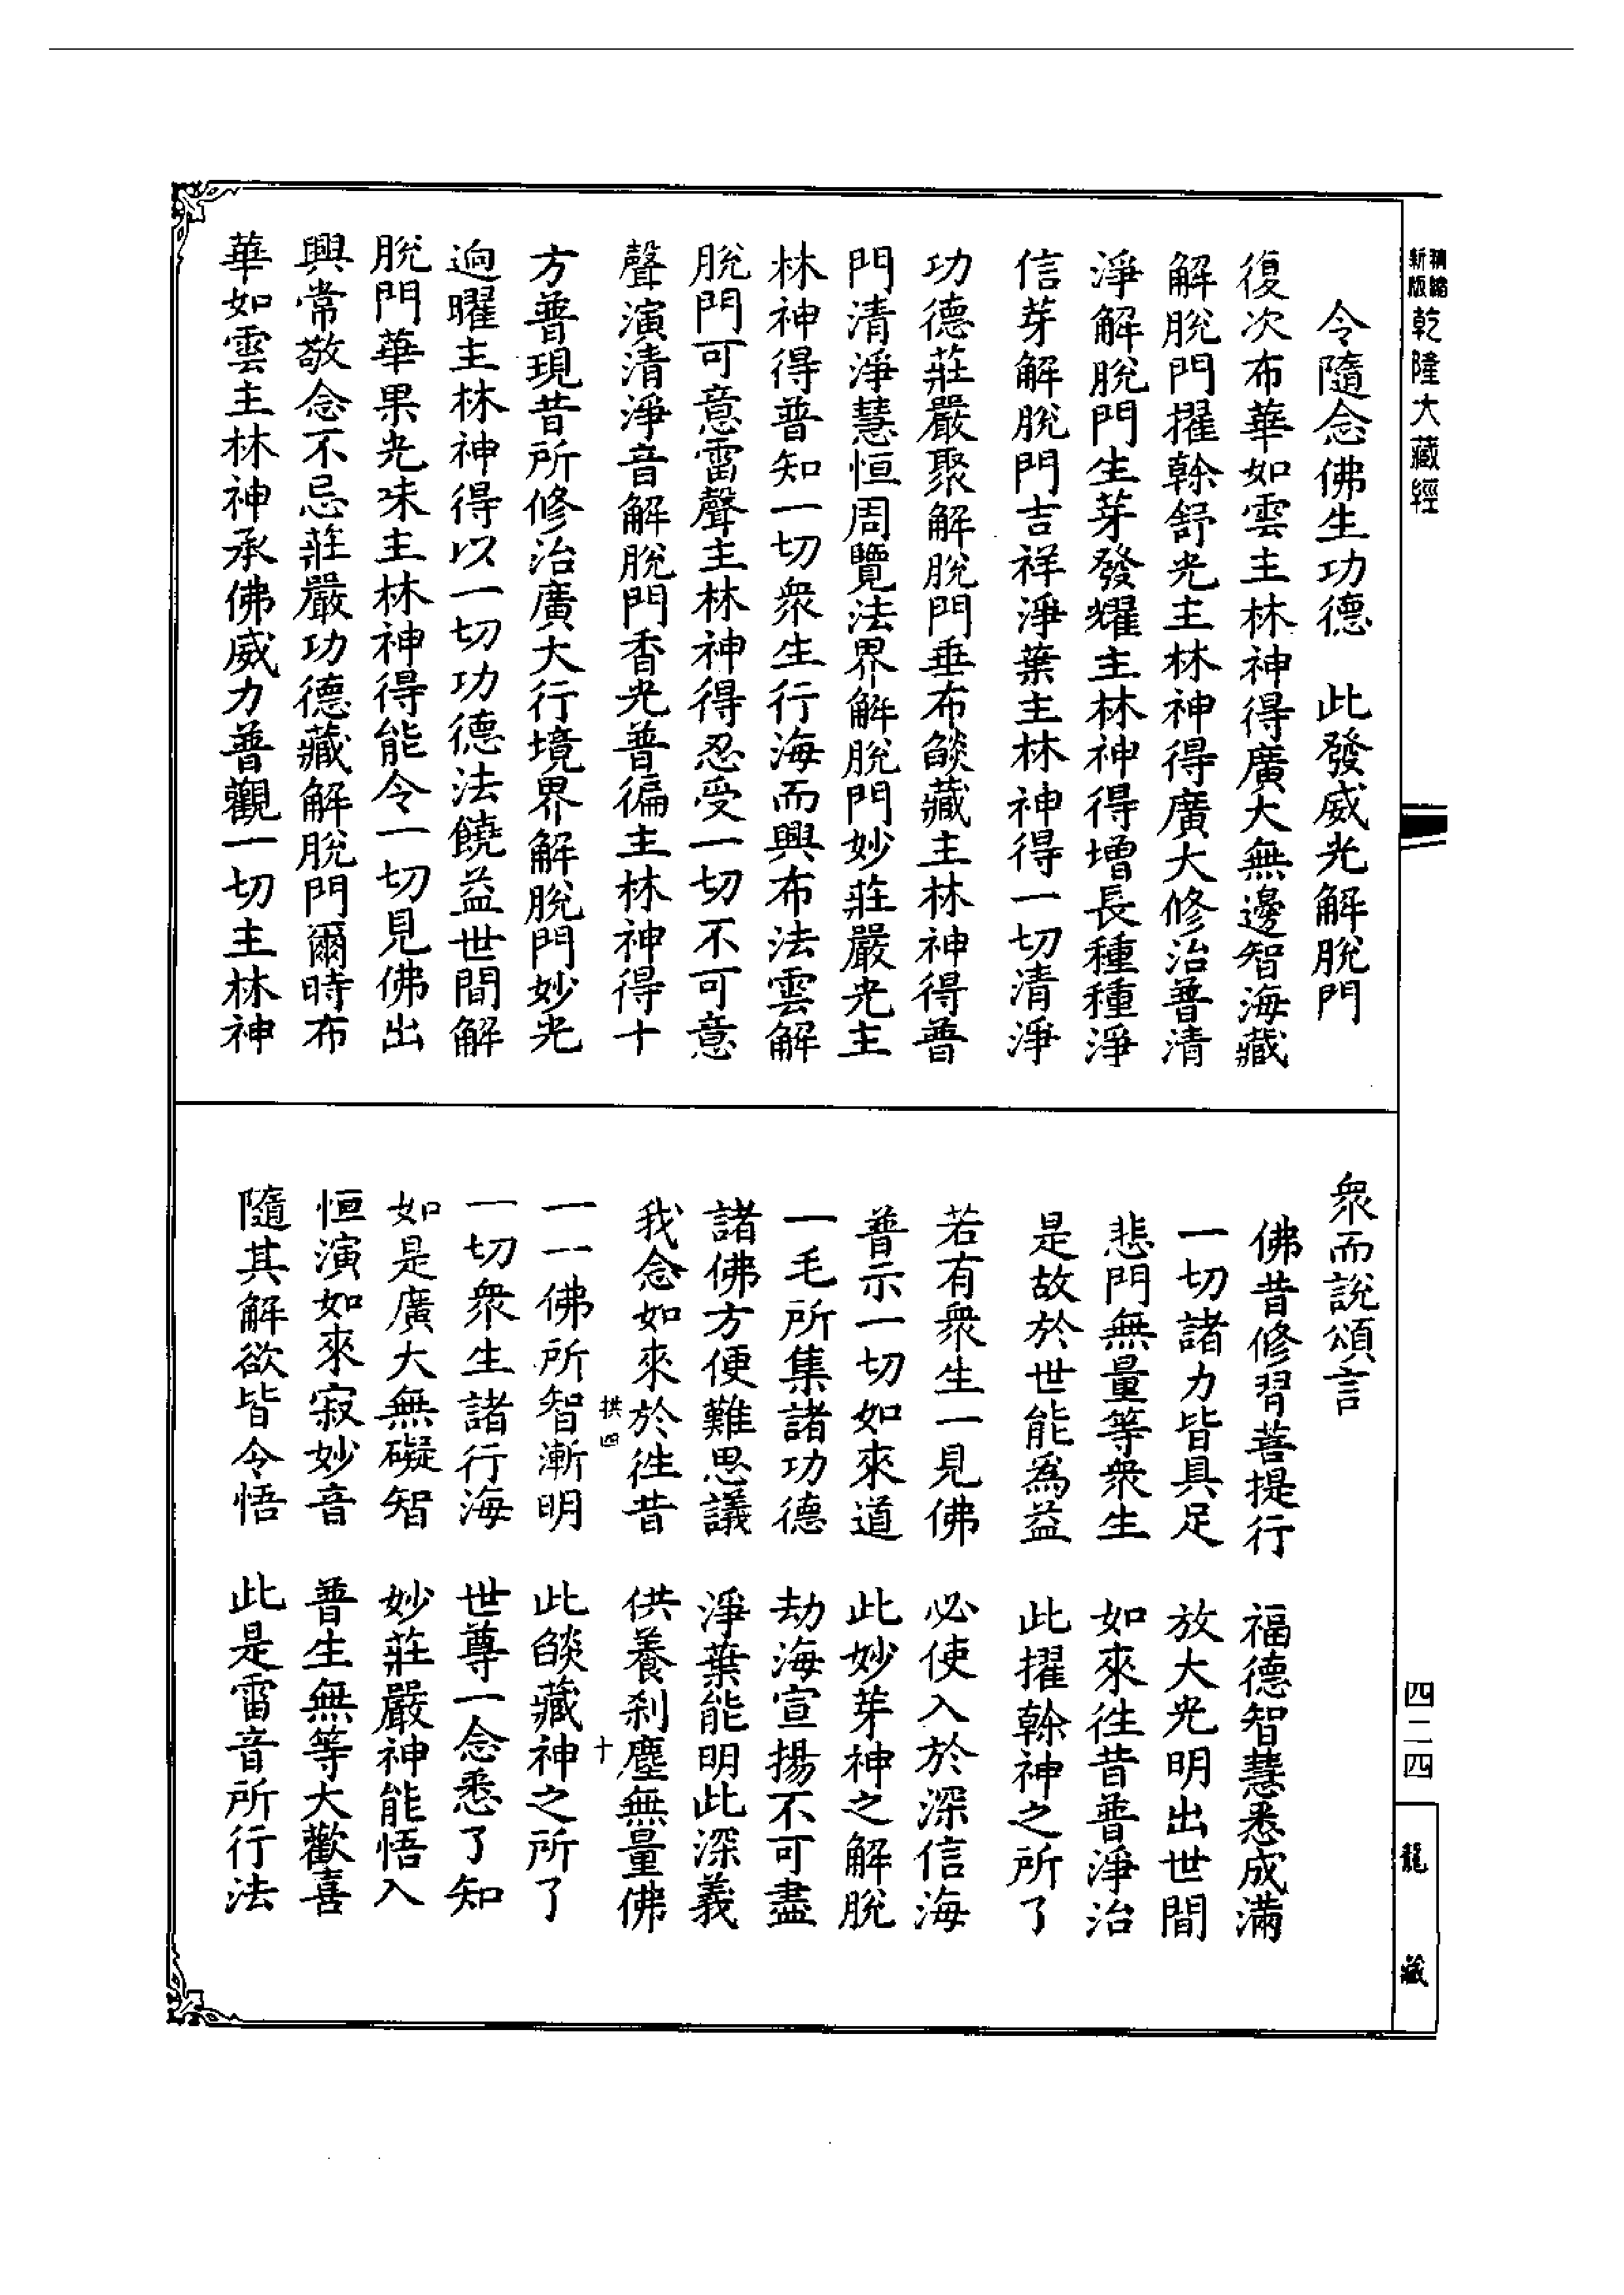 新版
精縮
乾隆大藏經
令隨念佛生功德　此發威光解脫門
復次布華如雲主林神得廣大無邊智海藏
解脫門擢榦舒光主林神得廣大修治普清
淨解脫門生芽發耀主林神得增長種種淨
信芽解脫門吉祥淨葉主林神得一切清淨
功德莊嚴聚解脫門垂布燄藏主林神得普
門清淨慧恒周覽法界解脫門妙莊嚴光主
林神得普知一切眾生行海而興布法雲解
脫門可意雷聲主林神得忍受一切不可意
聲演清淨音解脫門香光普徧主林神得十
方普現昔所修治廣大行境界解脫門妙光
逈曜主林神得以一切功德法饒益世間解
脫門華果光味主林神得能令一切見佛出
興常敬念不忘莊嚴功德藏解脫門爾時布
華如雲主林神承佛威力普觀一切主林神
眾而說頌言
佛昔修習菩提行　福德智慧悉成滿
一切諸力皆具足　放大光明出世間
悲門無量等眾生　如來往昔普淨治
是故於世能為益　此擢榦神之所了
若有眾生一見佛　必使入於深信海
普示一切如來道　此妙芽神之解脫
一毛所集諸功德　劫海宣揚不可盡
諸佛方便難思議　淨葉能明此深義
我念如來於往昔　供養剎塵無量佛
拱四　十
一一佛所智漸明　此燄藏神之所了
一切眾生諸行海　世尊一念悉了知
如是廣大無礙智　妙莊嚴神能悟入
恒演如來寂妙音　普生無等大歡喜
隨其解欲皆令悟　此是雷音所行法
四二四
龍藏